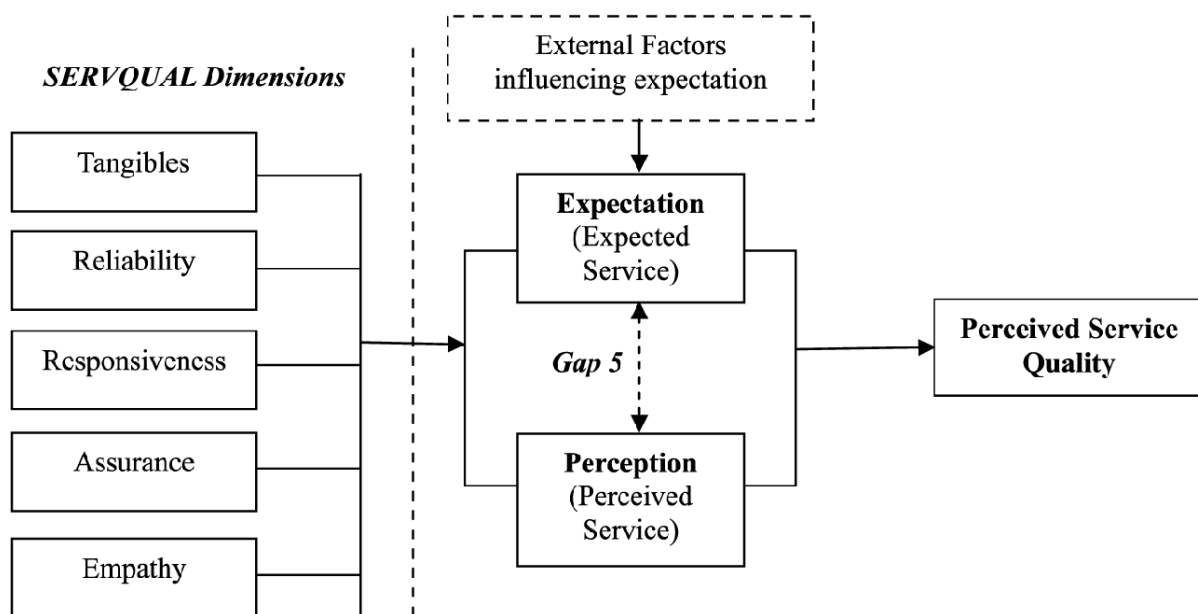 SERVQUAL Dimensions
Tangibles
Reliability
Responsiveness
Assurance
Empathy
External Factors
influencing expectation
Expectation
(Expected
Service)
Gap 5
Perception
(Perceived
Service)
Perceived Service
Quality